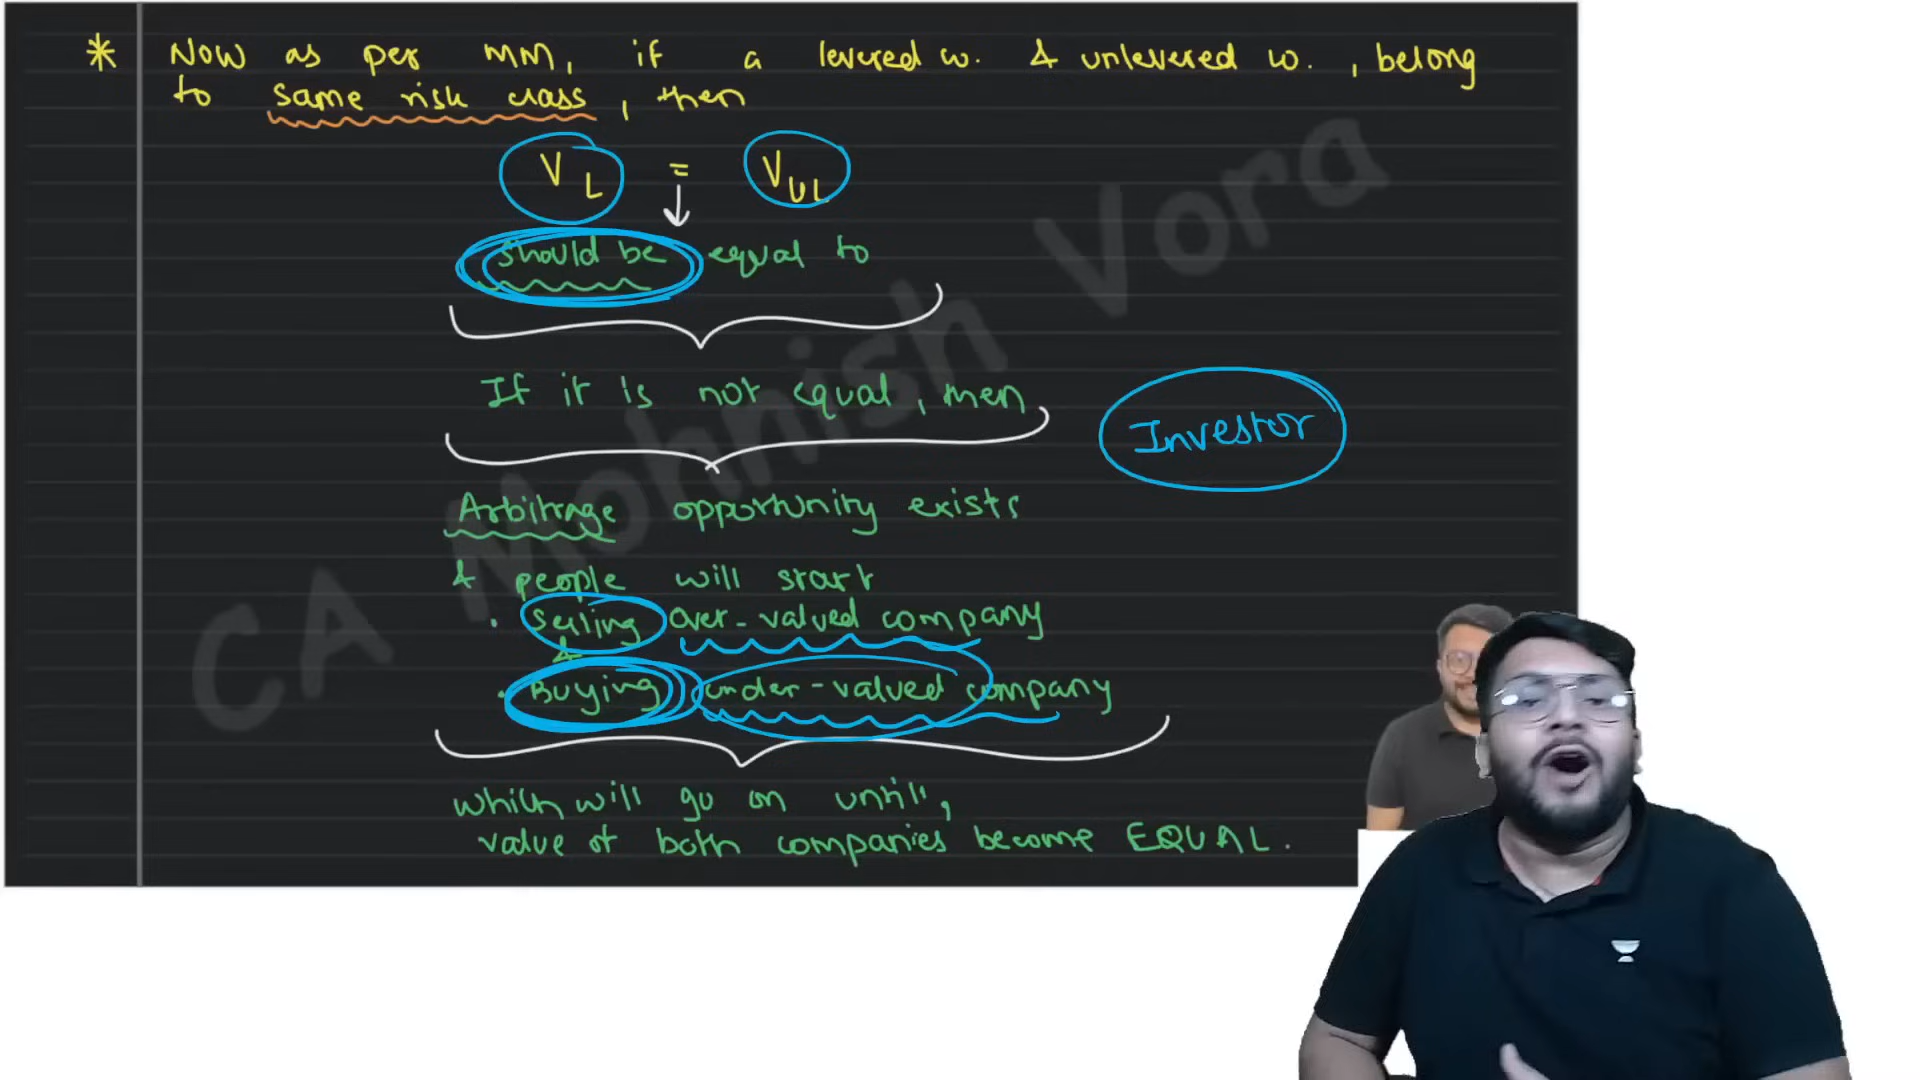 * Now as per MM, if a levered co. & unlevered co., belong
to same risk class, then
VL = VUL
should be equal to
If it is not equal, then
Investor
Arbitrage opportunity exists
& people will start
• Selling over-valued company
&
• Buying under-valued company
which will go on untill,
value of both companies become EQUAL.
CA Mohnish Vora